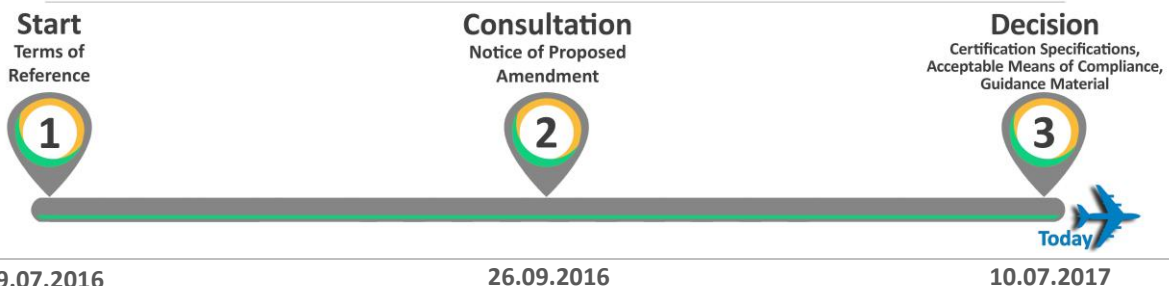 Start
Terms of
Reference
1
Consultation
Notice of Proposed
Amendment
2
Decision
Certification Specifications,
Acceptable Means of Compliance,
Guidance Material
3
Today
9.07.2016
26.09.2016
10.07.2017